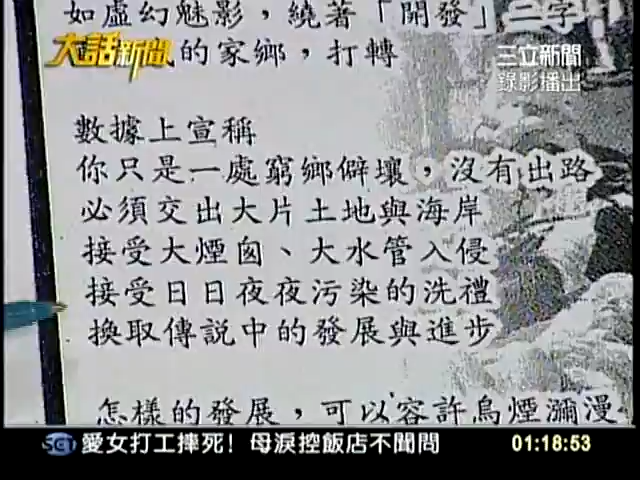 如虛幻魅影，繞著「開發」二字
的家鄉，打轉
大話新聞
三立新聞
錄影播出
數據上宣稱
你只是一處窮鄉僻壤，沒有出路
必須交出大片土地與海岸
接受大煙囪、大水管入侵
接受日日夜夜污染的洗禮
換取傳說中的發展與進步
怎樣的發展，可以容許烏煙瀰漫
SCT 愛女打工摔死！母淚控飯店不聞問 01:18:53